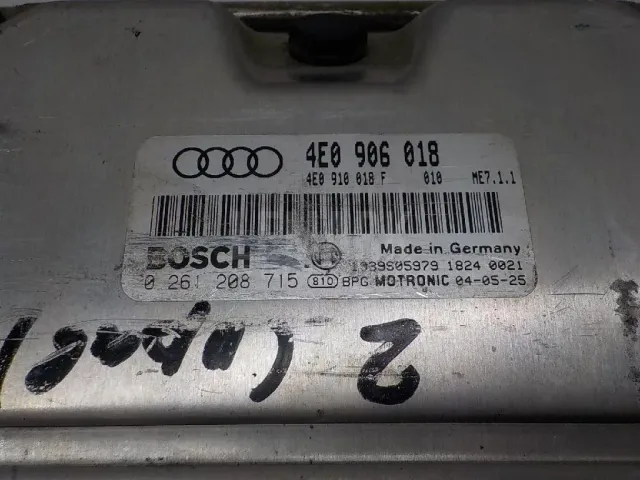 4E0 906 018
4E0 910 018 F 010 ME7.1.1
BOSCH Made in Germany
1039S05979 1824 0021
0 261 208 715 810 BPG MOTRONIC 04-05-25
2